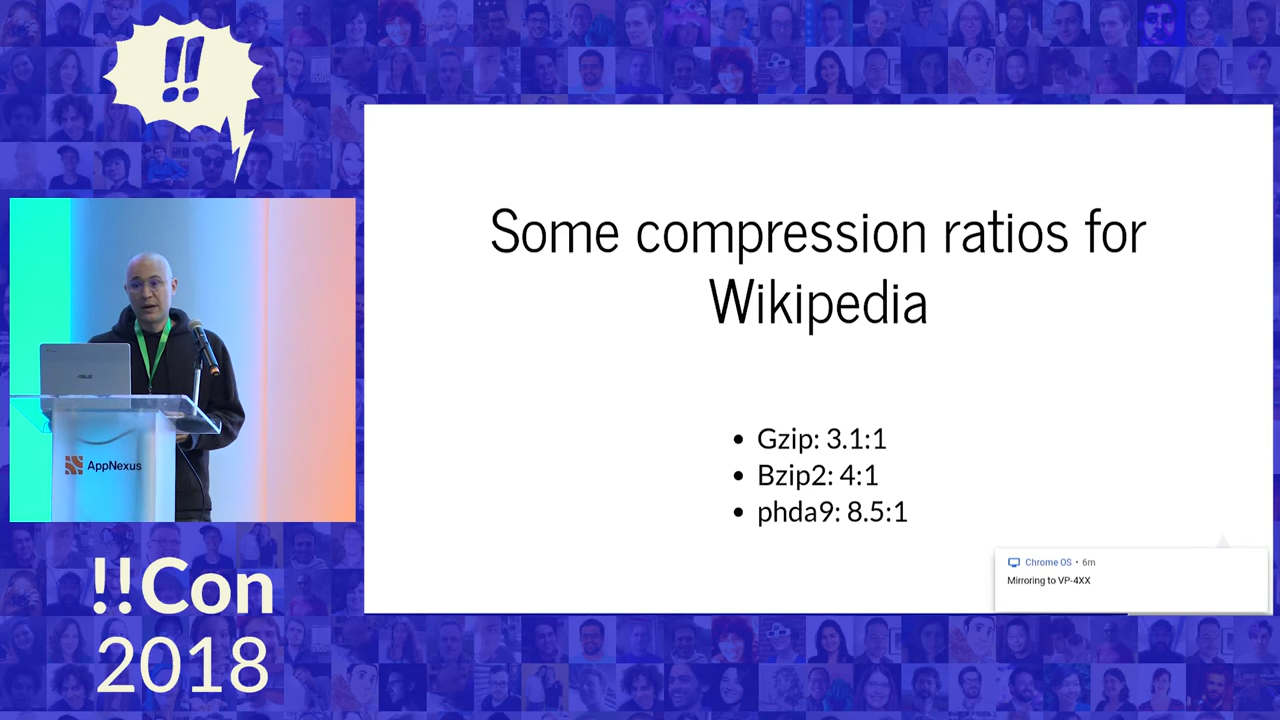 !!
Some compression ratios for
Wikipedia
• Gzip: 3.1:1
• Bzip2: 4:1
• phda9: 8.5:1
Chrome OS • 6m
Mirroring to VP-4XX
ASUS
AppNexus
!!Con
2018